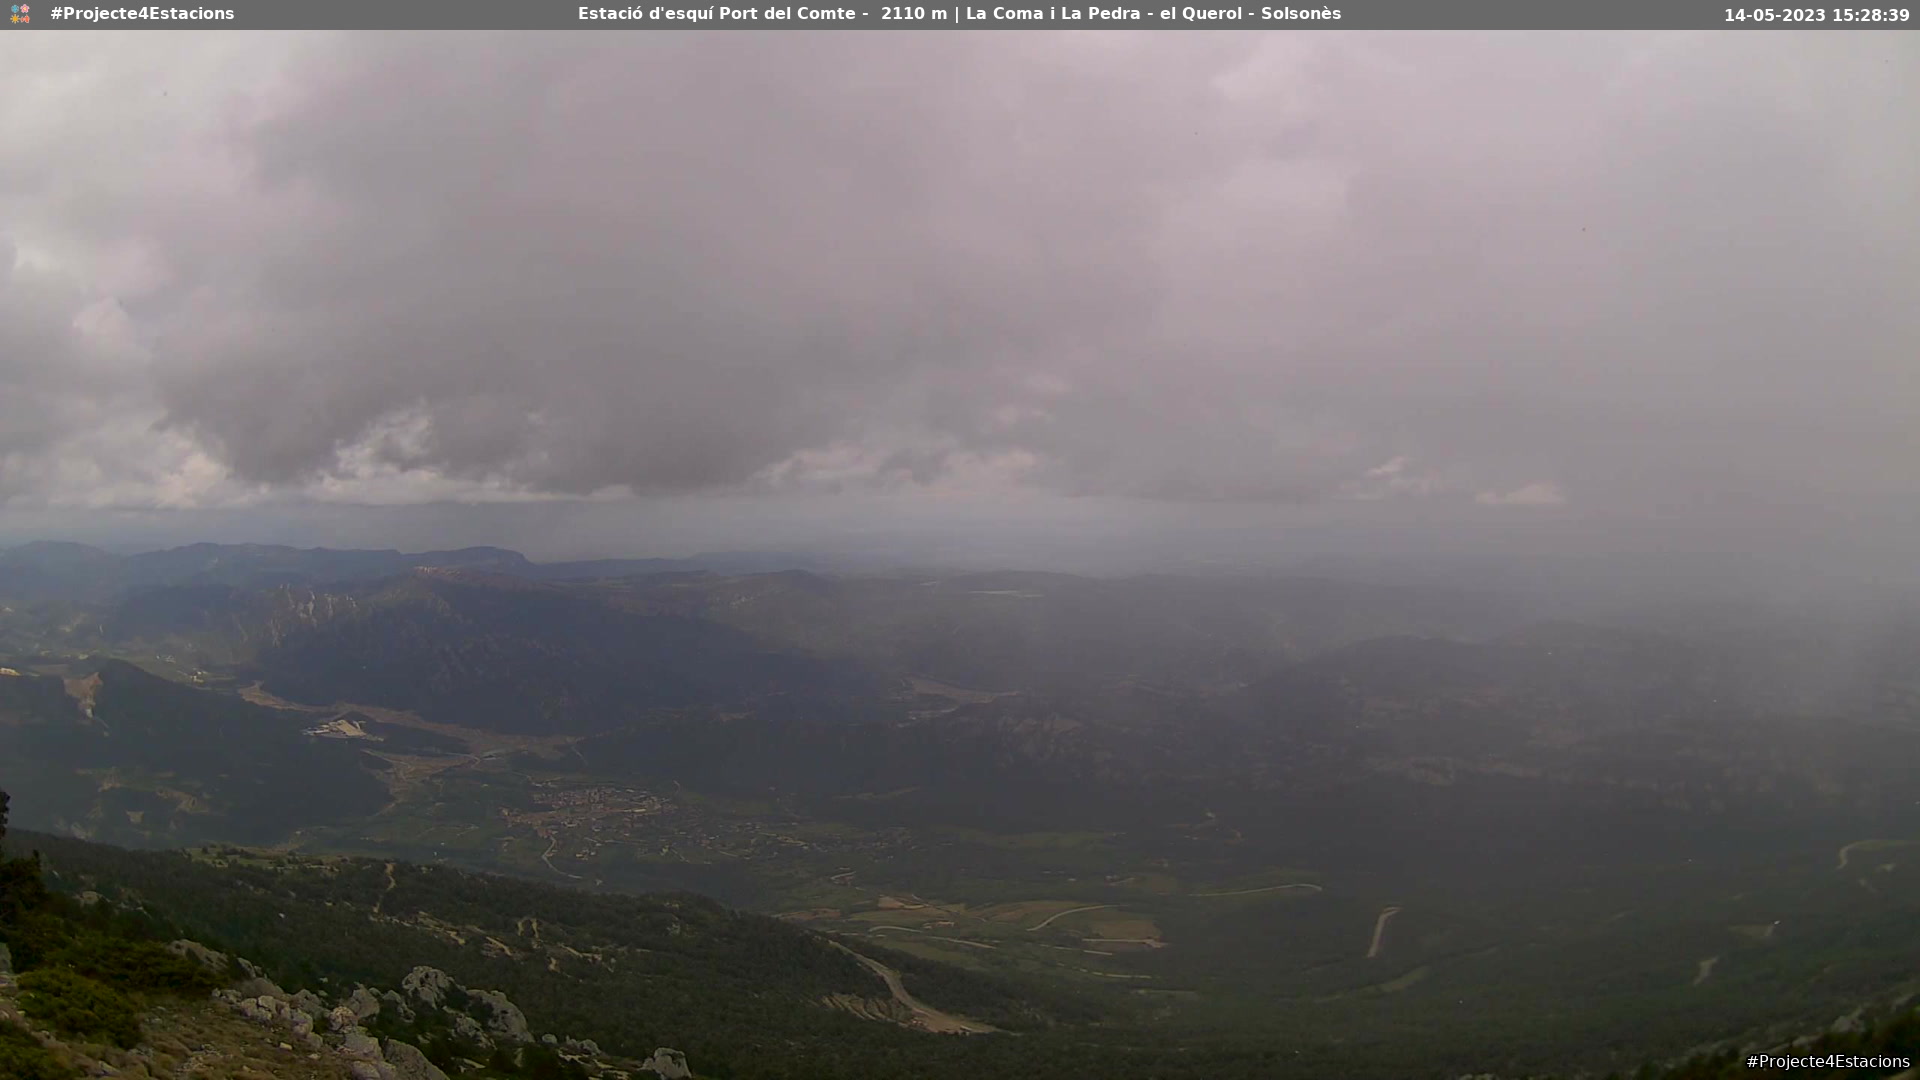 #Projecte4Estacions
Estació d'esquí Port del Comte -  2110 m | La Coma i La Pedra - el Querol - Solsonès
14-05-2023 15:28:39
#Projecte4Estacions